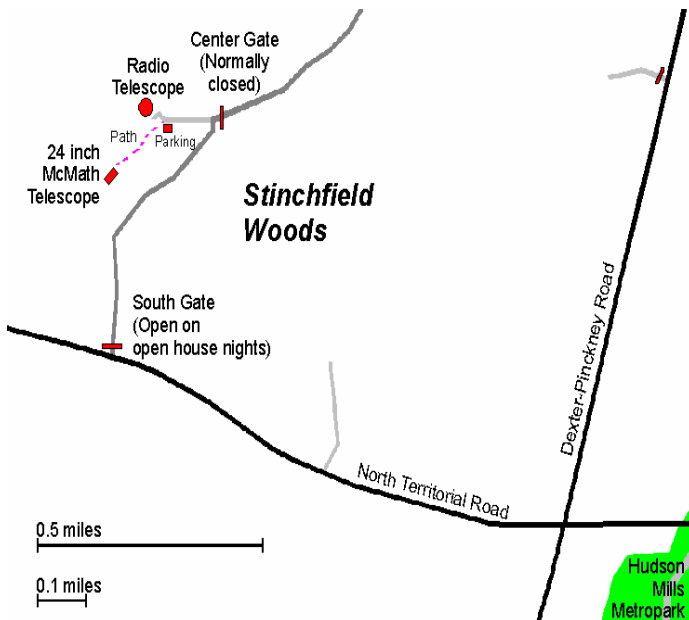 Center Gate
(Normally
closed)
Radio
Telescope
Path
Parking
24 inch
McMath
Telescope
Stinchfield
Woods
South Gate
(Open on
open house nights)
Dexter-Pinckney Road
North Territorial Road
0.5 miles
0.1 miles
Hudson
Mills
Metropark